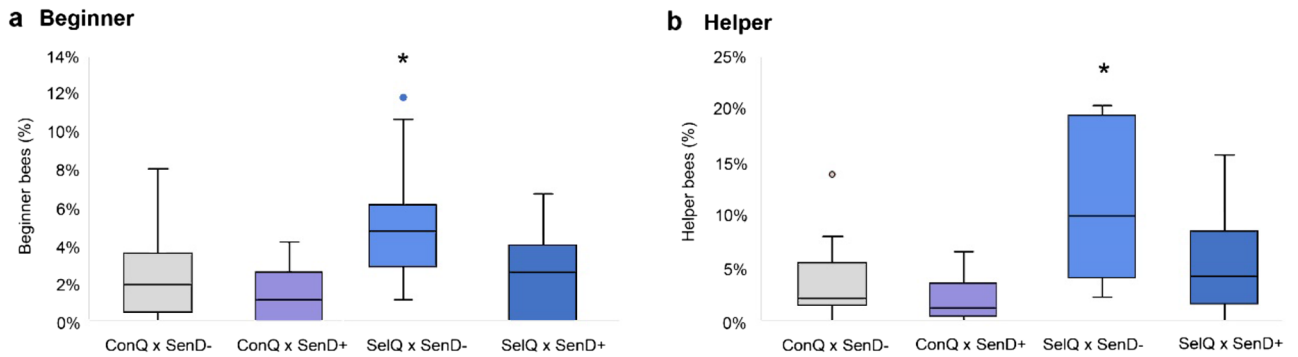 a Beginner
14%
12%
10%
8%
6%
4%
2%
0%
Beginner bees (%)
*
ConQ x SenD- ConQ x SenD+ SelQ x SenD- SelQ x SenD+
b Helper
25%
20%
15%
10%
5%
0%
Helper bees (%)
*
ConQ x SenD- ConQ x SenD+ SelQ x SenD- SelQ x SenD+